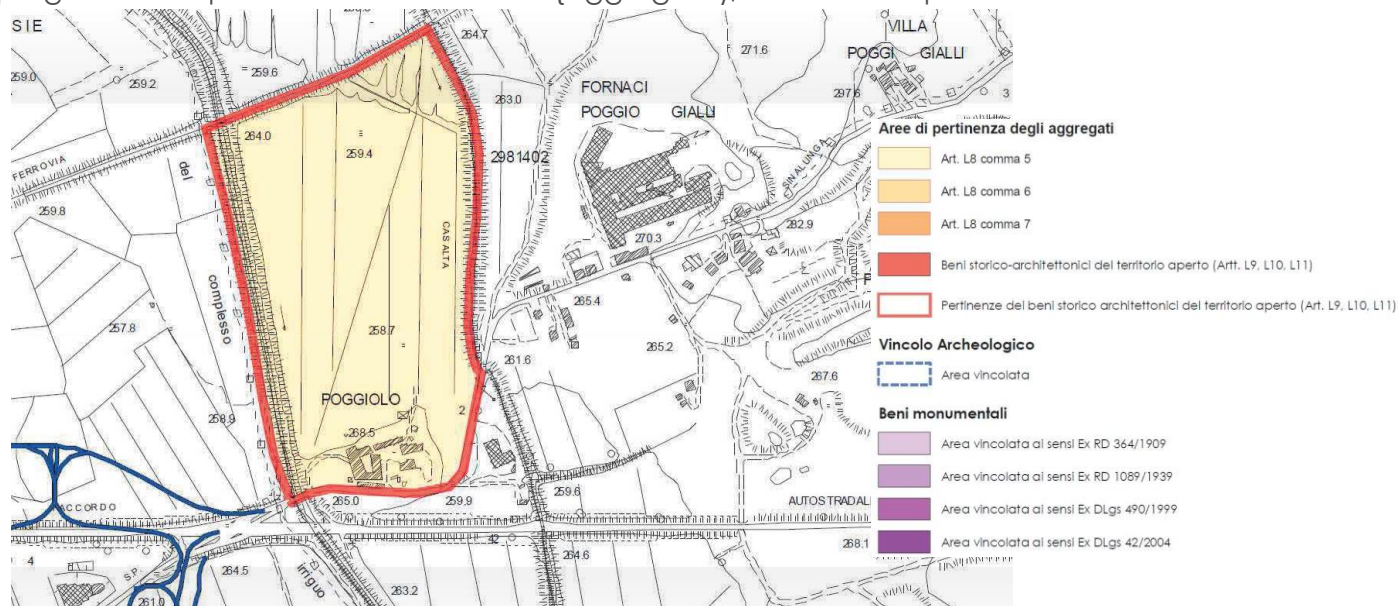 SIE
264.7
271.6
VILLA
POGGI GIALLI
259.0
259.2
259.6
263.0
FORNACI
POGGIO GIALLI
297.6
3
264.0
259.4
2981402
SINALUNGA
FERROVIA
del
259.8
CASALTA
270.3
282.9
complesso
265.4
257.8
258.7
261.6
265.2
267.6
258.9
POGGIOLO
2
268.5
ACCORDO
265.0
259.9
259.6
AUTOSTRADAL
42
268.1
4
S.P.
264.5
264.6
irriguo
263.2
261.0
Aree di pertinenza degli aggregati
Art. L8 comma 5
Art. L8 comma 6
Art. L8 comma 7
Beni storico-architettonici del territorio aperto (Artt. L9, L10, L11)
Pertinenze dei beni storico architettonici del territorio aperto (Art. L9, L10, L11)
Vincolo Archeologico
Area vincolata
Beni monumentali
Area vincolata ai sensi Ex RD 364/1909
Area vincolata ai sensi Ex RD 1089/1939
Area vincolata ai sensi Ex DLgs 490/1999
Area vincolata ai sensi Ex DLgs 42/2004